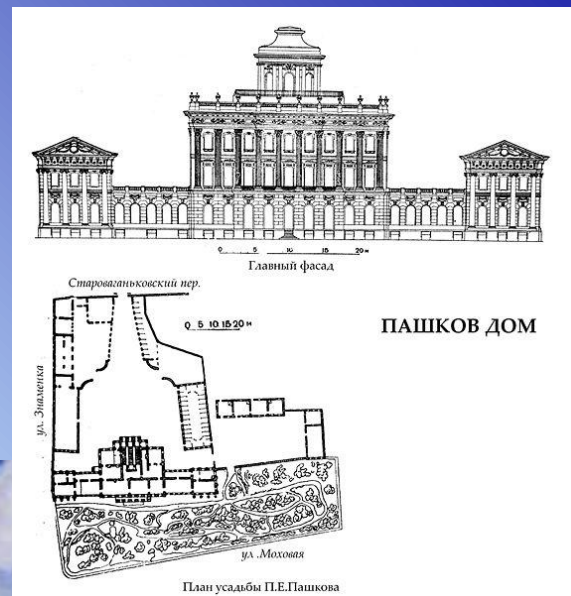 0 5 10 15 20 м
Главный фасад
Староваганьковский пер.
0 5 10 15 20 м
ПАШКОВ ДОМ
ул. Знаменка
ул .Моховая
План усадьбы П.Е.Пашкова